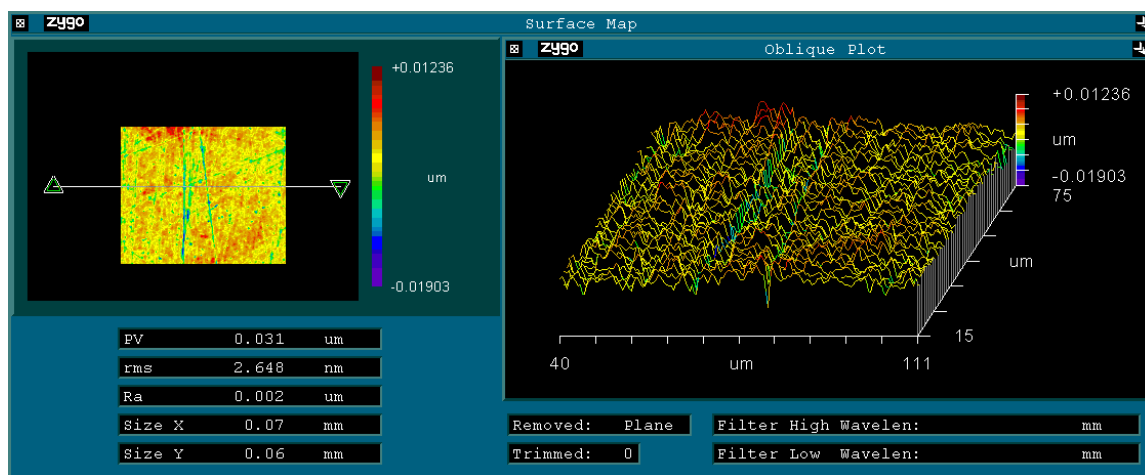 zygo Surface Map
+0.01236
um
-0.01903
PV 0.031 um
rms 2.648 nm
Ra 0.002 um
Size X 0.07 mm
Size Y 0.06 mm
zygo Oblique Plot
+0.01236
um
-0.01903
75
um
15
40 um 111
Removed: Plane
Trimmed: 0
Filter High Wavelen: mm
Filter Low Wavelen: mm